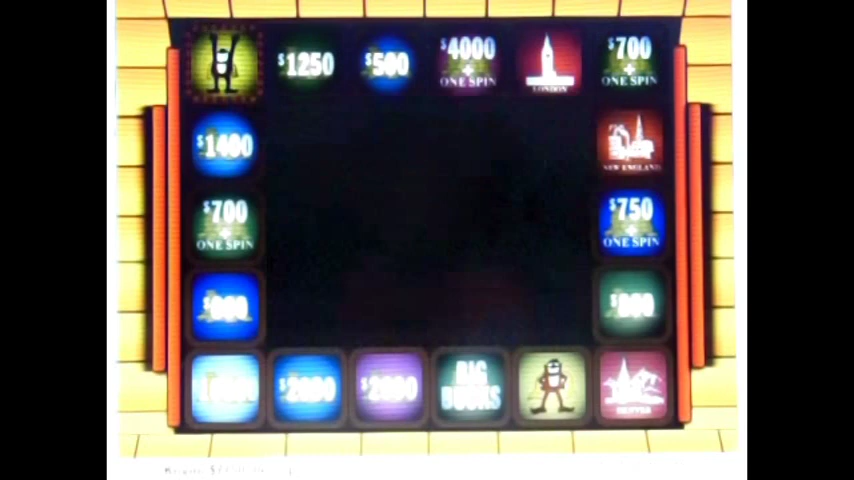 $1250
$500
$4000
+
ONE SPIN
LONDON
$700
+
ONE SPIN
$1400
NEW ENGLAND
$700
+
ONE SPIN
$750
+
ONE SPIN
$2000
BIG
BUCKS
DENVER